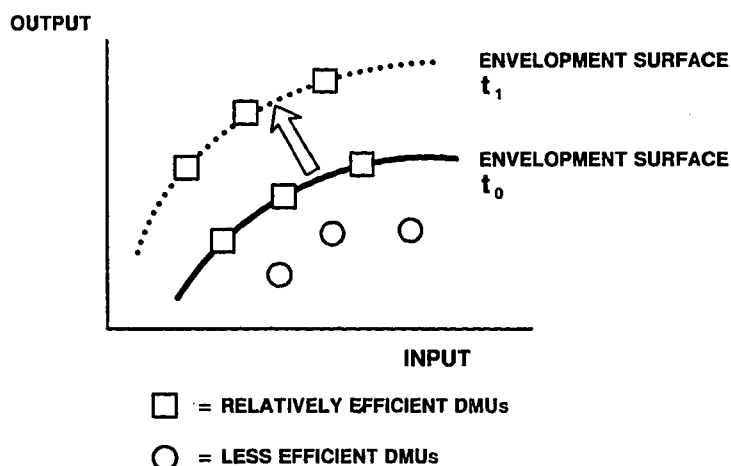 OUTPUT
ENVELOPMENT SURFACE
t₁
ENVELOPMENT SURFACE
t₀
INPUT
= RELATIVELY EFFICIENT DMUs
= LESS EFFICIENT DMUs